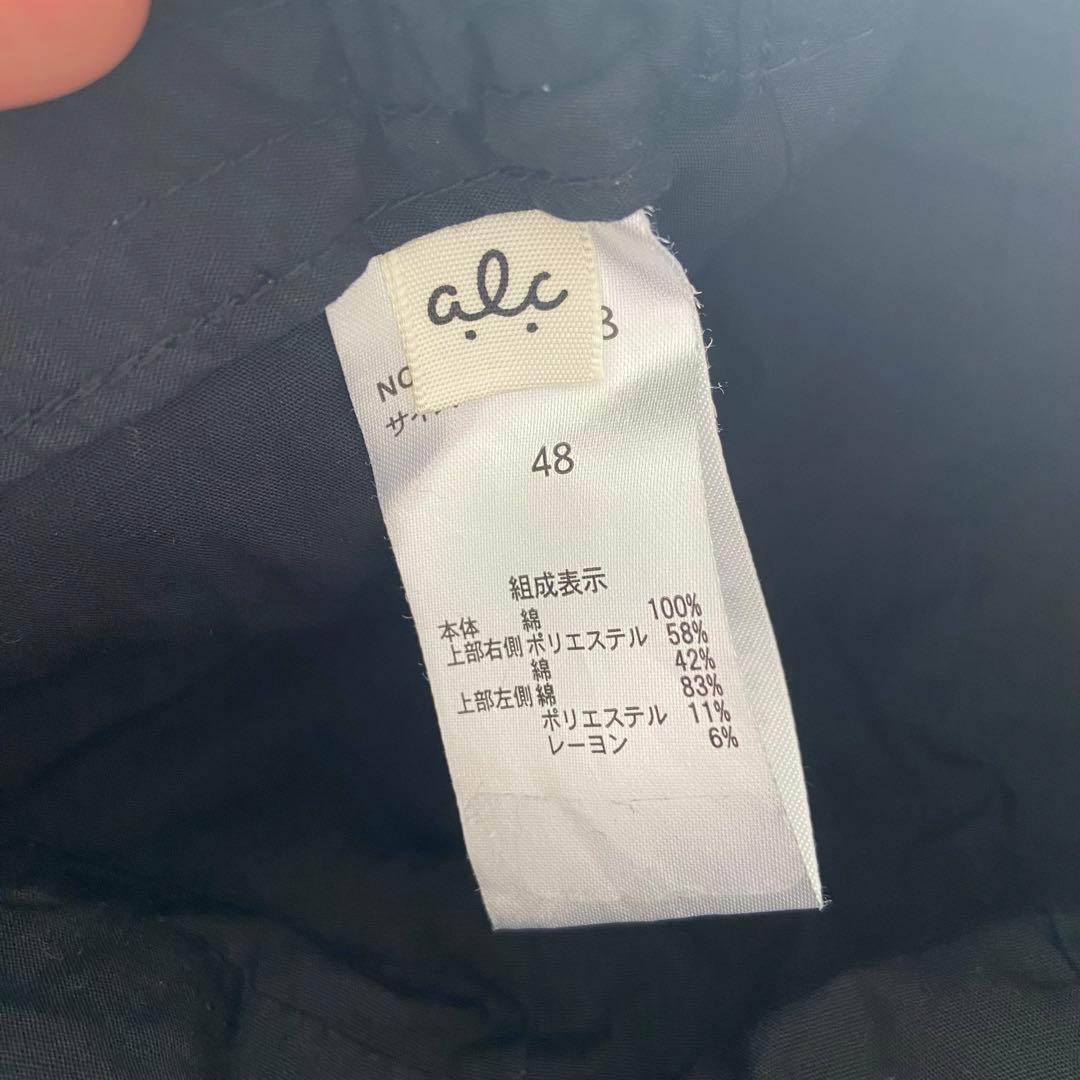 alc
8
NO
サイズ
48
組成表示
本体 綿 100%
上部右側 ポリエステル 58%
綿 42%
上部左側 綿 83%
ポリエステル 11%
レーヨン 6%